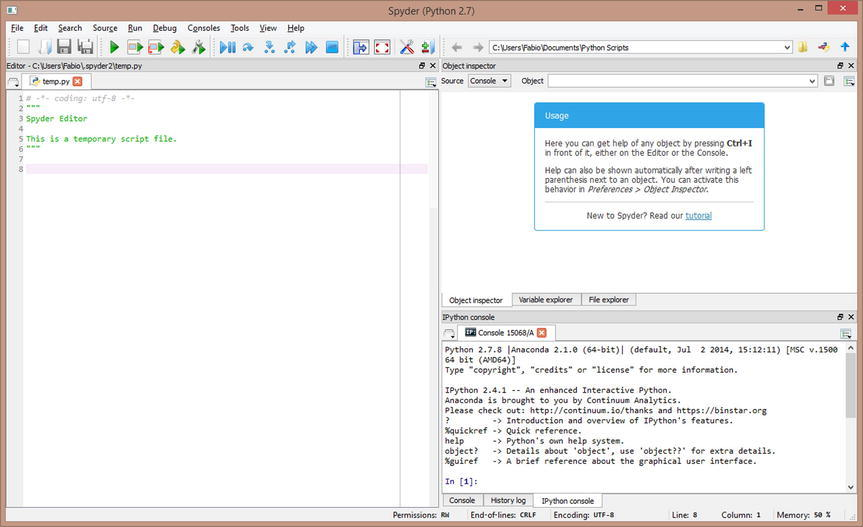 Spyder (Python 2.7)
File Edit Search Source Run Debug Consoles Tools View Help
C:\Users\Fabio\Documents\Python Scripts
Editor - C:\Users\Fabio\.spyder2\temp.py
temp.py
1 # -*- coding: utf-8 -*-
2 """
3 Spyder Editor
4
5 This is a temporary script file.
6 """
7
8
Object inspector
Source Console Object
Usage
Here you can get help of any object by pressing Ctrl+I
in front of it, either on the Editor or the Console.
Help can also be shown automatically after writing a left
parenthesis next to an object. You can activate this
behavior in Preferences > Object Inspector.
New to Spyder? Read our tutorial
Object inspector Variable explorer File explorer
IPython console
IP: Console 15068/A
Python 2.7.8 |Anaconda 2.1.0 (64-bit)| (default, Jul  2 2014, 15:12:11) [MSC v.1500
64 bit (AMD64)]
Type "copyright", "credits" or "license" for more information.
IPython 2.4.1 -- An enhanced Interactive Python.
Anaconda is brought to you by Continuum Analytics.
Please check out: http://continuum.io/thanks and https://binstar.org
?         -> Introduction and overview of IPython's features.
%quickref -> Quick reference.
help      -> Python's own help system.
object?   -> Details about 'object', use 'object??' for extra details.
%guiref   -> A brief reference about the graphical user interface.
In [1]:
Console History log IPython console
Permissions: RW End-of-lines: CRLF Encoding: UTF-8 Line: 8 Column: 1 Memory: 50 %